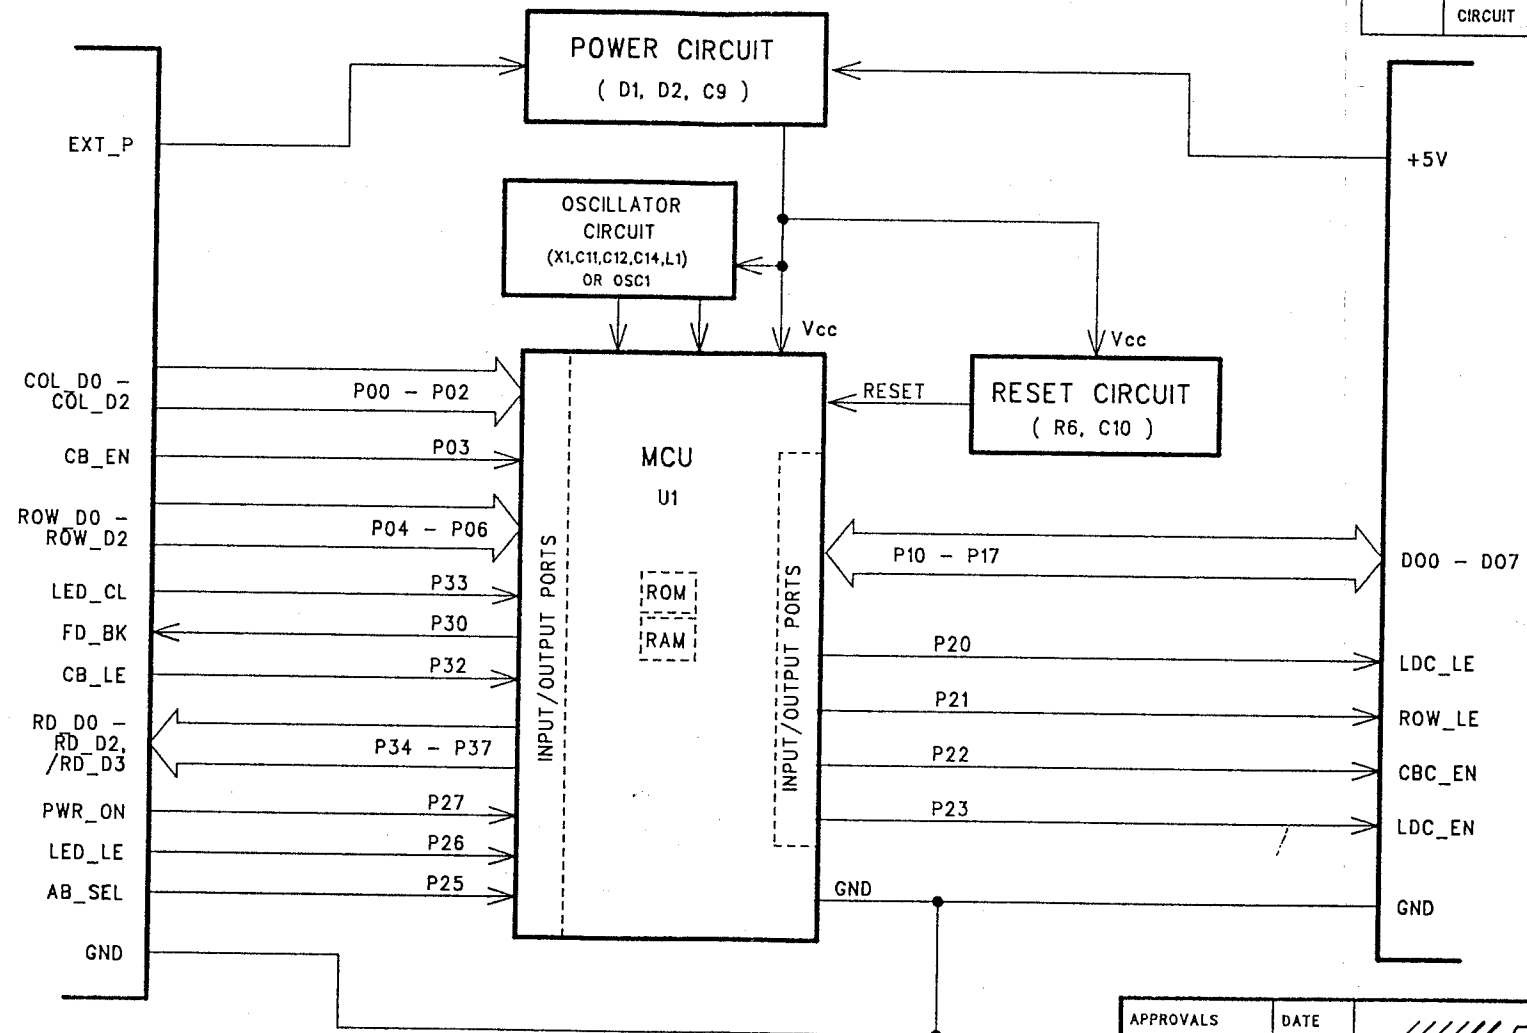 CIRCUIT
POWER CIRCUIT
( D1, D2, C9 )
EXT_P
+5V
OSCILLATOR
CIRCUIT
(X1,C11,C12,C14,L1)
OR OSC1
Vcc
Vcc
COL_D0 -
COL_D2
P00 - P02
RESET
RESET CIRCUIT
( R6, C10 )
CB_EN
P03
MCU
U1
ROW_D0 -
ROW_D2
P04 - P06
P10 - P17
D00 - D07
LED_CL
P33
ROM
FD_BK
P30
RAM
INPUT/OUTPUT PORTS
INPUT/OUTPUT PORTS
CB_LE
P32
P20
LDC_LE
RD_D0 -
RD_D2,
/RD_D3
P34 - P37
P21
ROW_LE
P22
CBC_EN
PWR_ON
P27
P23
LDC_EN
LED_LE
P26
AB_SEL
P25
GND
GND
GND
APPROVALS
DATE